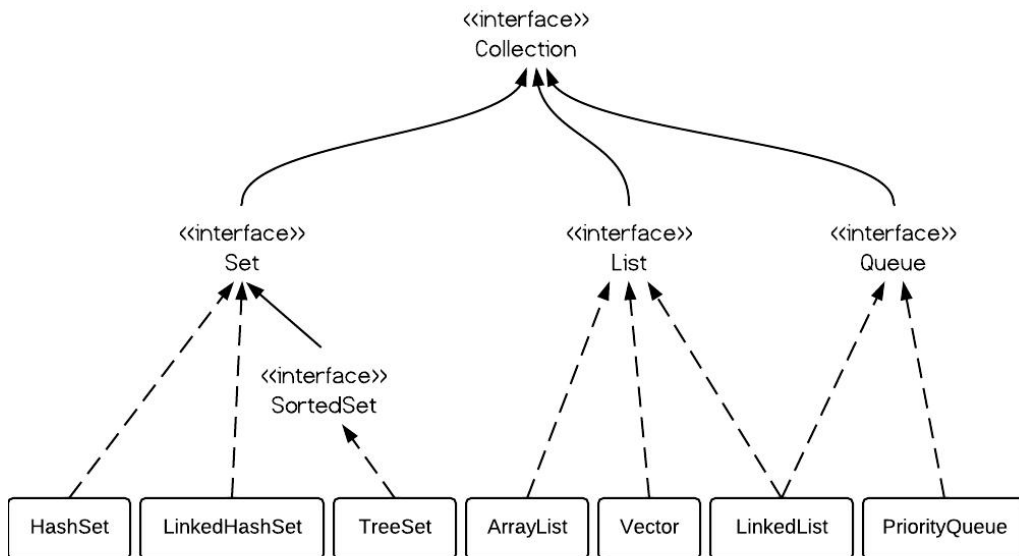 <<interface>>
Collection
<<interface>>
Set
<<interface>>
List
<<interface>>
Queue
<<interface>>
SortedSet
HashSet
LinkedHashSet
TreeSet
ArrayList
Vector
LinkedList
PriorityQueue